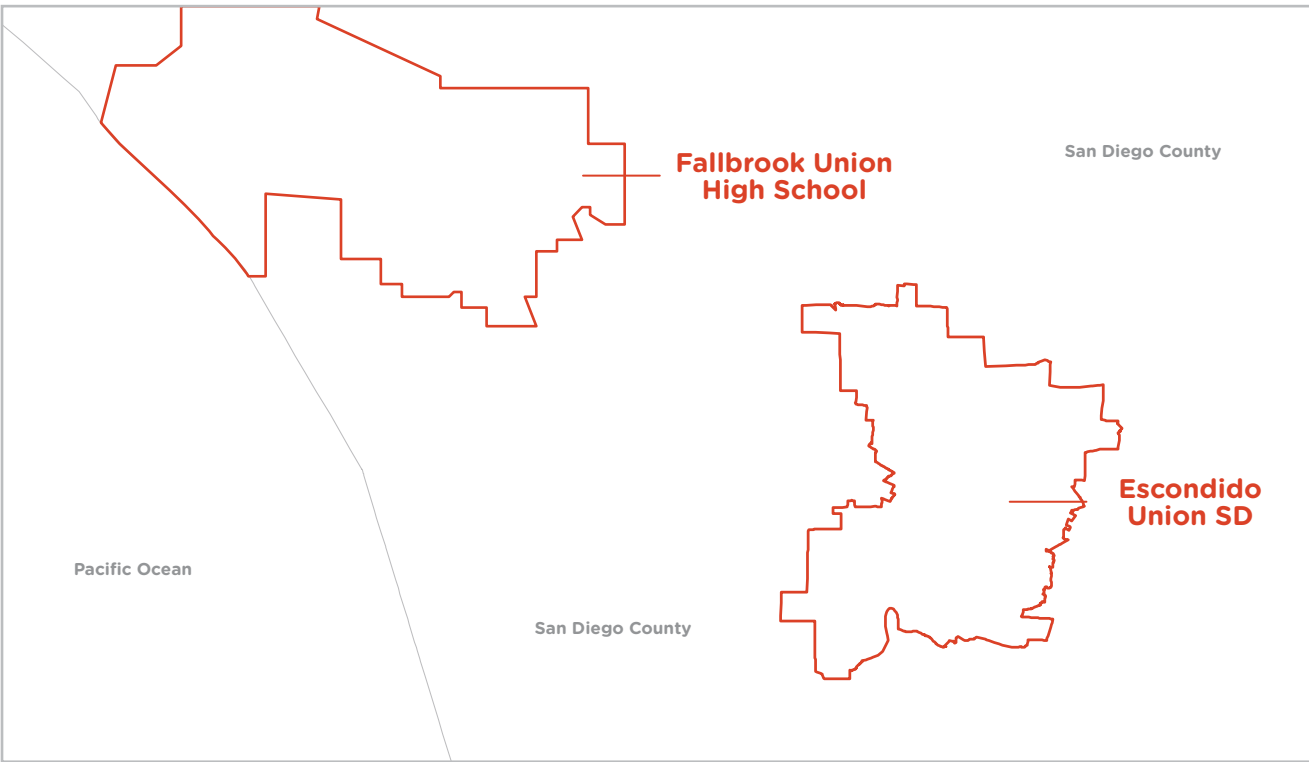 San Diego County
Fallbrook Union
High School
Escondido
Union SD
Pacific Ocean
San Diego County